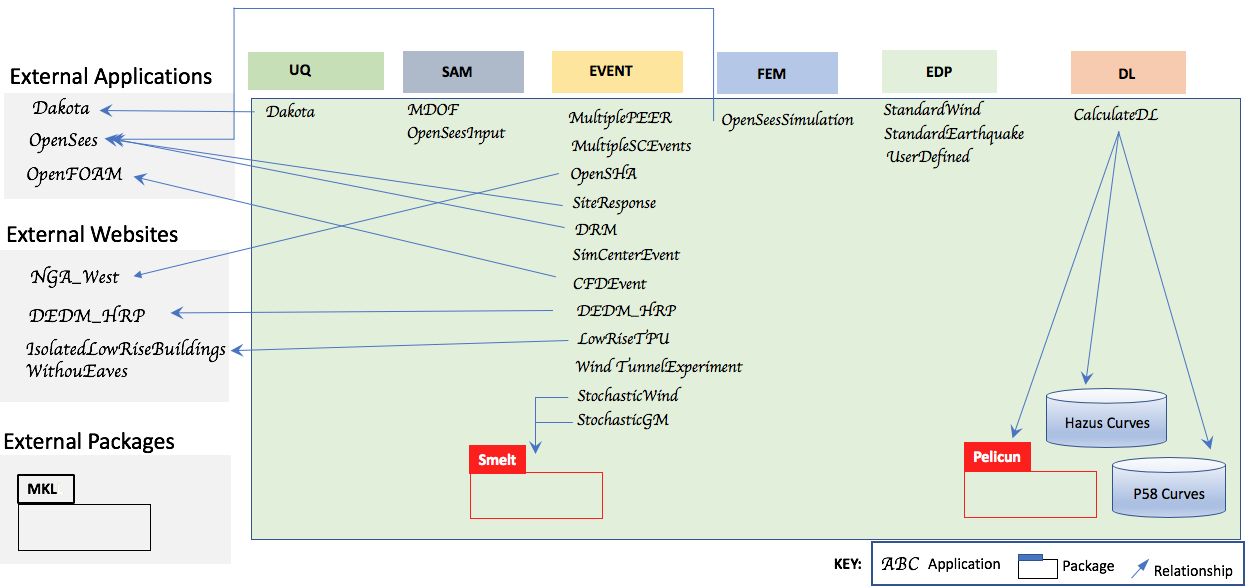 UQ
SAM
EVENT
FEM
EDP
DL
External Applications
Dakota
OpenSees
OpenFOAM
External Websites
NGA_West
DEDM_HRP
IsolatedLowRiseBuildings
WithouEaves
External Packages
MKL
Dakota
MDOF
OpenSeesInput
MultiplePEER
MultipleSCEvents
OpenSHA
SiteResponse
DRM
SimCenterEvent
CFDEvent
DEDM_HRP
LowRiseTPU
Wind TunnelExperiment
StochasticWind
StochasticGM
Smelt
OpenSeesSimulation
StandardWind
StandardEarthquake
UserDefined
CalculateDL
Hazus Curves
Pelicun
P58 Curves
KEY:
ABC Application
Package
Relationship